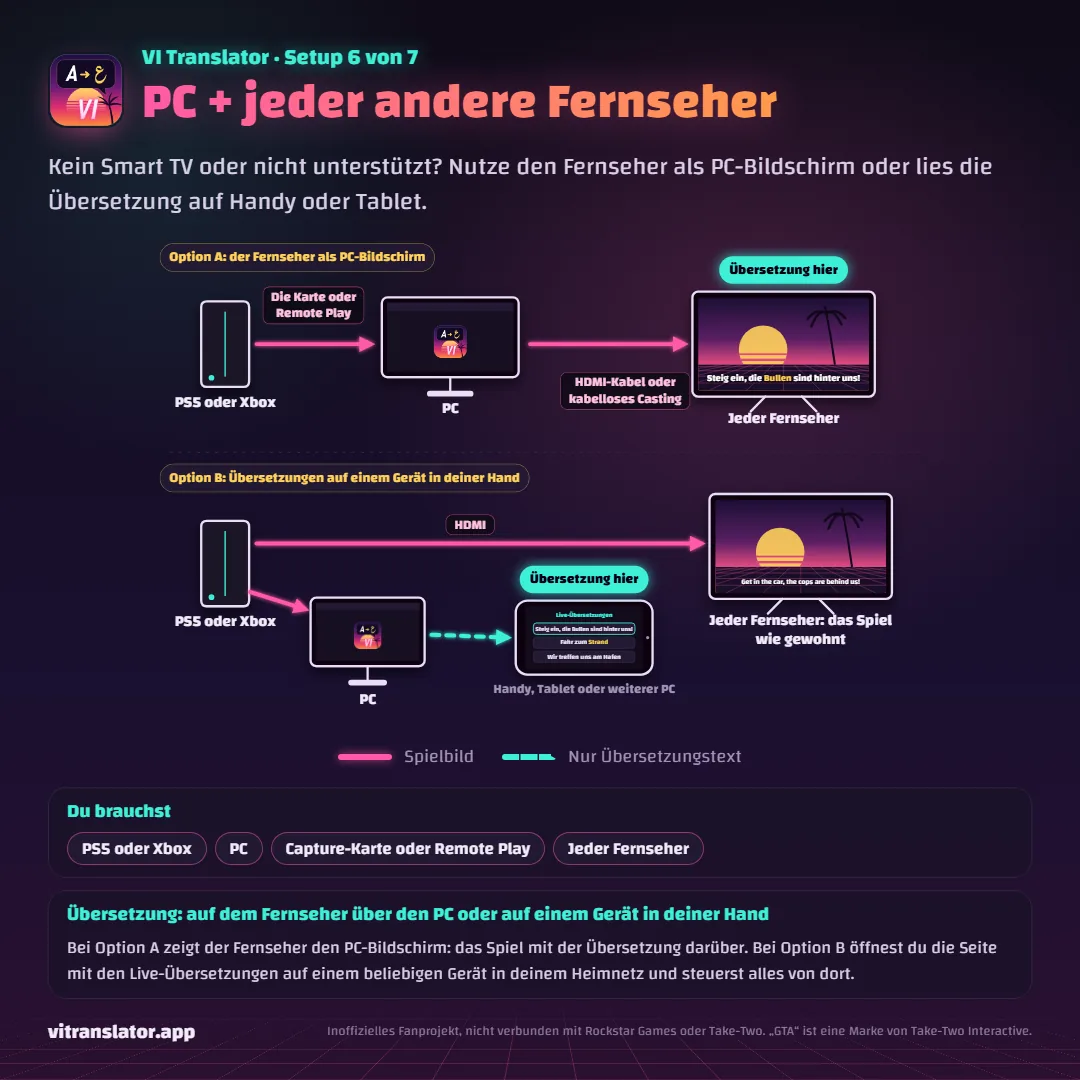 A→ع
VI
VI Translator · Setup 6 von 7
PC + jeder andere Fernseher
Kein Smart TV oder nicht unterstützt? Nutze den Fernseher als PC-Bildschirm oder lies die
Übersetzung auf Handy oder Tablet.
Option A: der Fernseher als PC-Bildschirm
Die Karte oder
Remote Play
PS5 oder Xbox
A→ع
VI
PC
HDMI-Kabel oder
kabelloses Casting
Übersetzung hier
Steig ein, die Bullen sind hinter uns!
Jeder Fernseher
Option B: Übersetzungen auf einem Gerät in deiner Hand
HDMI
PS5 oder Xbox
A→ع
VI
PC
Übersetzung hier
Live-Übersetzungen
Steig ein, die Bullen sind hinter uns!
Fahr zum Strand
Wir treffen uns am Hafen
Handy, Tablet oder weiterer PC
Get in the car, the cops are behind us!
Jeder Fernseher: das Spiel
wie gewohnt
Spielbild
Nur Übersetzungstext
Du brauchst
PS5 oder Xbox
PC
Capture-Karte oder Remote Play
Jeder Fernseher
Übersetzung: auf dem Fernseher über den PC oder auf einem Gerät in deiner Hand
Bei Option A zeigt der Fernseher den PC-Bildschirm: das Spiel mit der Übersetzung darüber. Bei Option B öffnest du die Seite
mit den Live-Übersetzungen auf einem beliebigen Gerät in deinem Heimnetz und steuerst alles von dort.
vitranslator.app
Inoffizielles Fanprojekt, nicht verbunden mit Rockstar Games oder Take-Two. „GTA“ ist eine Marke von Take-Two Interactive.